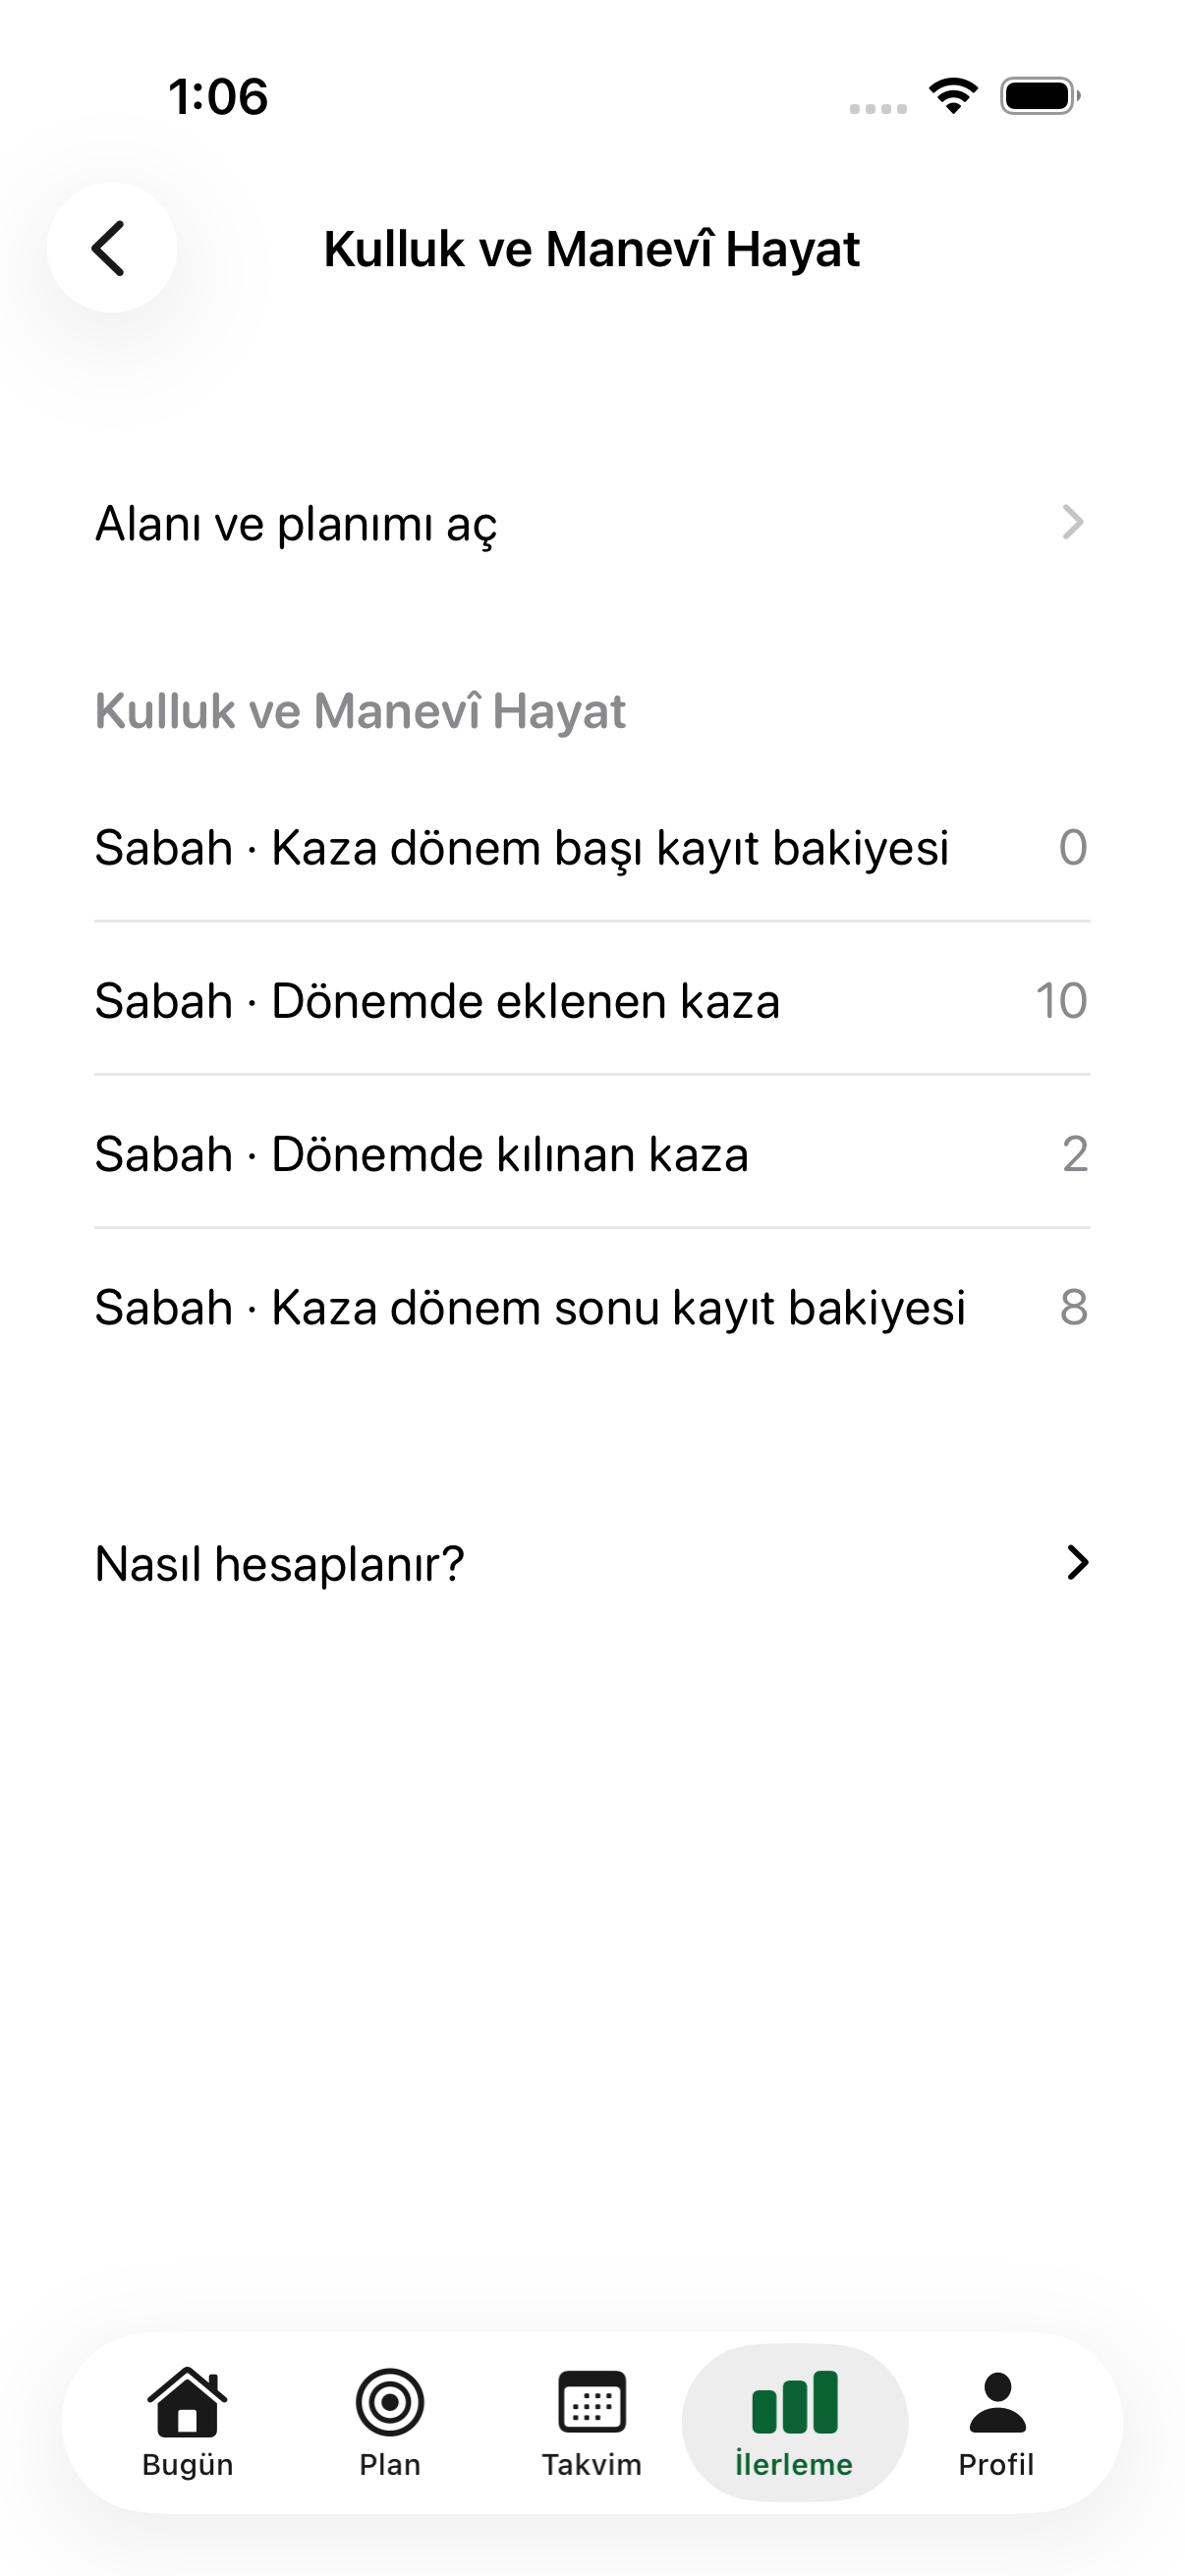 1:06
Kulluk ve Manevî Hayat
Alanı ve planımı aç
Kulluk ve Manevî Hayat
Sabah · Kaza dönem başı kayıt bakiyesi 0
Sabah · Dönemde eklenen kaza 10
Sabah · Dönemde kılınan kaza 2
Sabah · Kaza dönem sonu kayıt bakiyesi 8
Nasıl hesaplanır?
Bugün Plan Takvim İlerleme Profil